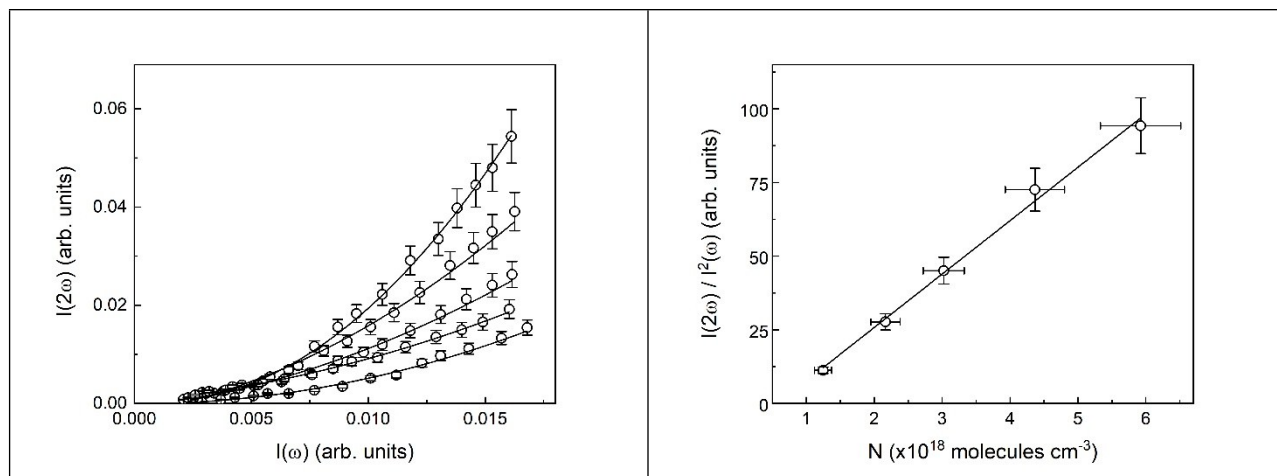 I(2ω) (arb. units)
0.06
0.04
0.02
0.00
0.000 0.005 0.010 0.015
I(ω) (arb. units)
I(2ω) / I²(ω) (arb. units)
100
75
50
25
0
1 2 3 4 5 6
N (x10¹⁸ molecules cm⁻³)